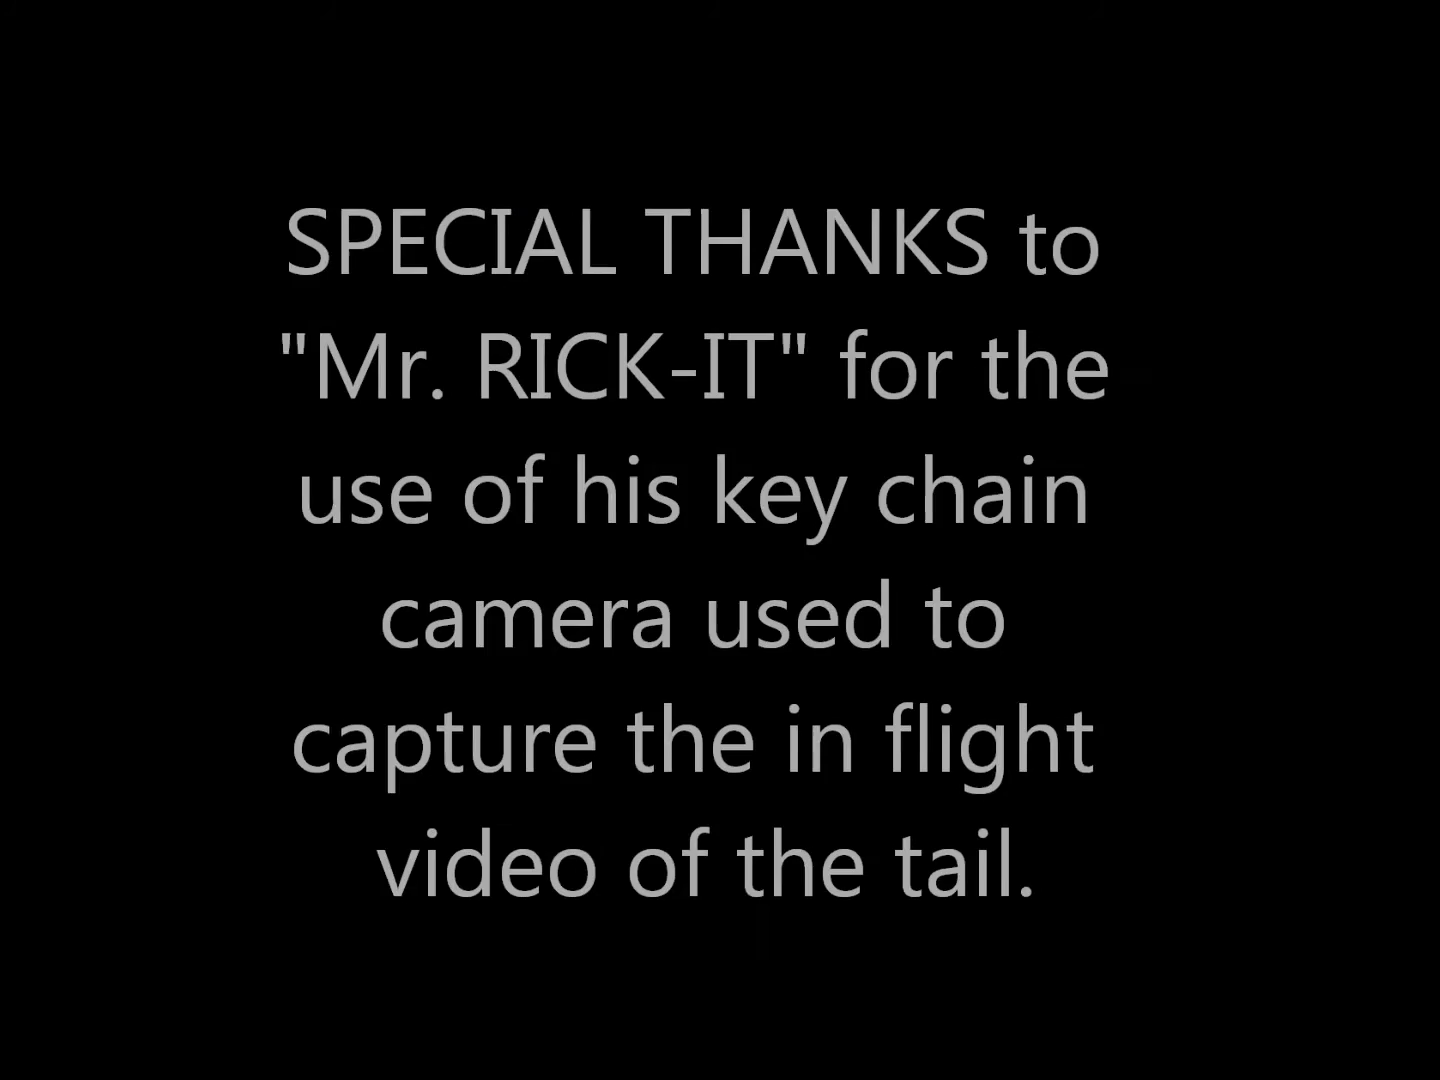 SPECIAL THANKS to
"Mr. RICK-IT" for the
use of his key chain
camera used to
capture the in flight
video of the tail.